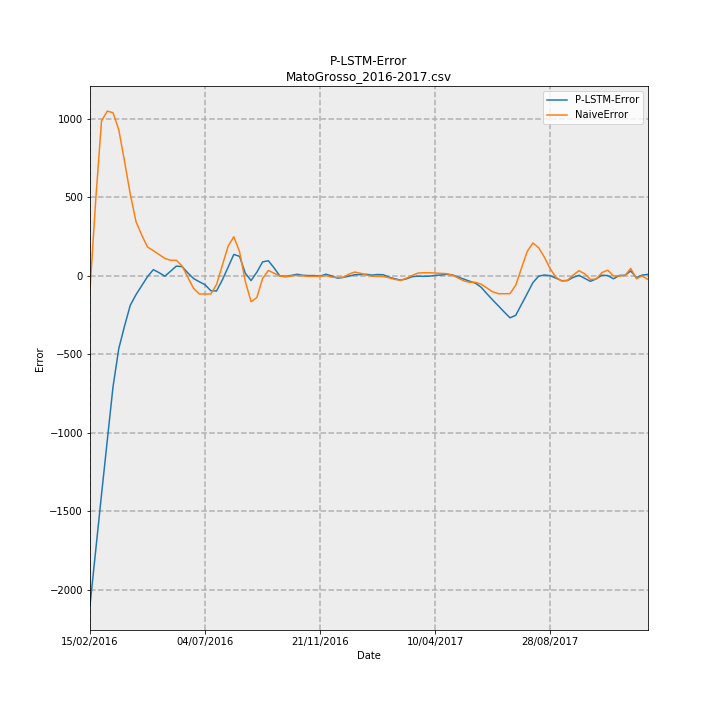 P-LSTM-Error
MatoGrosso_2016-2017.csv
P-LSTM-Error
NaiveError
1000
500
0
−500
−1000
−1500
−2000
Error
15/02/2016
04/07/2016
21/11/2016
10/04/2017
28/08/2017
Date